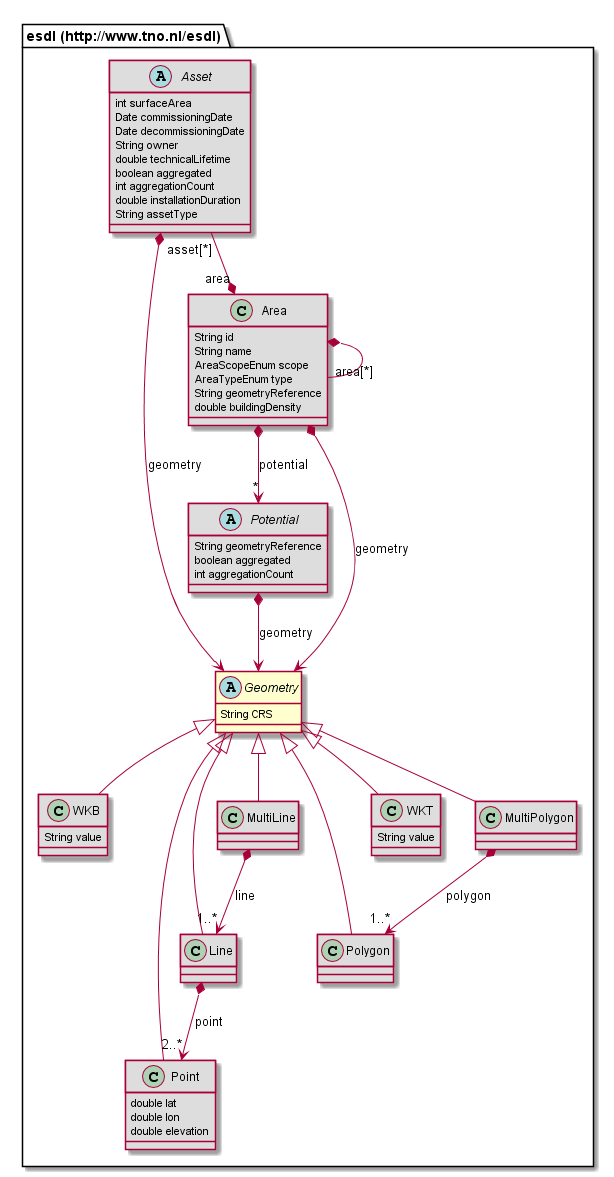 esdl (http://www.tno.nl/esdl)
A Asset
int surfaceArea
Date commissioningDate
Date decommissioningDate
String owner
double technicalLifetime
boolean aggregated
int aggregationCount
double installationDuration
String assetType
asset[*]
area
C Area
String id
String name
AreaScopeEnum scope
AreaTypeEnum type
String geometryReference
double buildingDensity
area[*]
geometry
potential
*
A Potential
String geometryReference
boolean aggregated
int aggregationCount
geometry
geometry
A Geometry
String CRS
C WKB
String value
C MultiLine
C WKT
String value
C MultiPolygon
line
1..*
polygon
1..*
C Line
C Polygon
point
2..*
C Point
double lat
double lon
double elevation